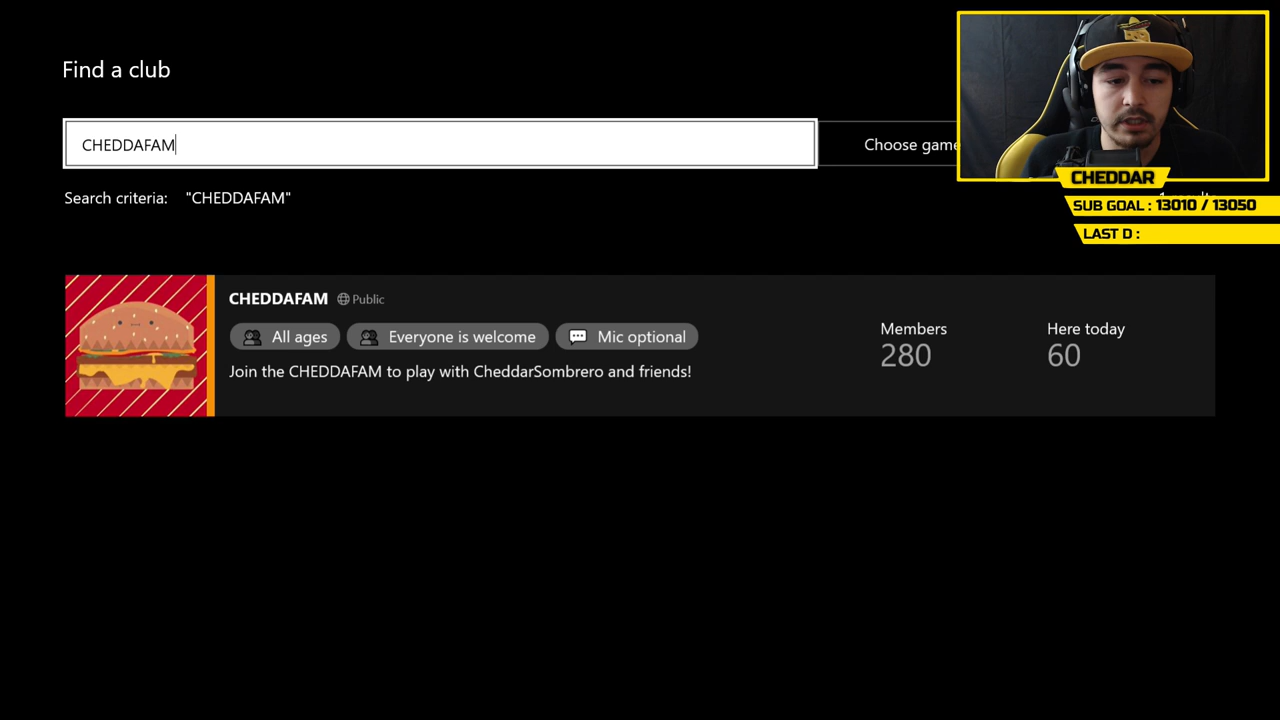 Find a club
CHEDDAFAM
Choose game
Search criteria: "CHEDDAFAM"
CHEDDAR
SUB GOAL : 13010 / 13050
LAST D :
CHEDDAFAM Public
All ages Everyone is welcome Mic optional
Join the CHEDDAFAM to play with CheddarSombrero and friends!
Members
280
Here today
60